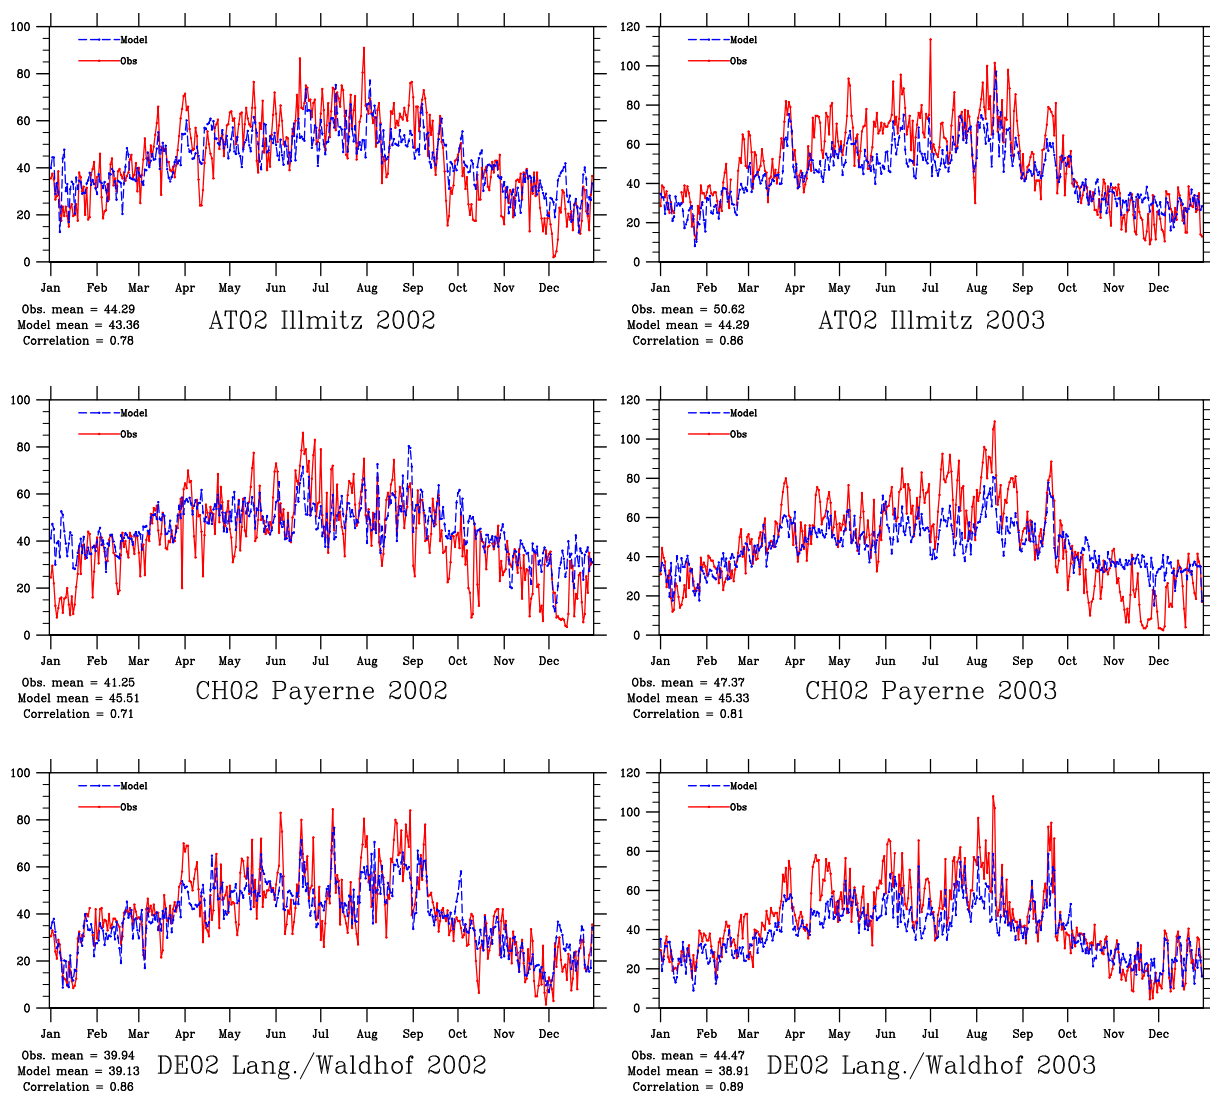 100 80 60 40 20 0
Model
Obs
Jan Feb Mar Apr May Jun Jul Aug Sep Oct Nov Dec
Obs. mean = 44.29
Model mean = 43.36
Correlation = 0.78
AT02 Illmitz 2002
120 100 80 60 40 20 0
Model
Obs
Jan Feb Mar Apr May Jun Jul Aug Sep Oct Nov Dec
Obs. mean = 50.62
Model mean = 44.29
Correlation = 0.86
AT02 Illmitz 2003
100 80 60 40 20 0
Model
Obs
Jan Feb Mar Apr May Jun Jul Aug Sep Oct Nov Dec
Obs. mean = 41.25
Model mean = 45.51
Correlation = 0.71
CH02 Payerne 2002
120 100 80 60 40 20 0
Model
Obs
Jan Feb Mar Apr May Jun Jul Aug Sep Oct Nov Dec
Obs. mean = 47.37
Model mean = 45.33
Correlation = 0.81
CH02 Payerne 2003
100 80 60 40 20 0
Model
Obs
Jan Feb Mar Apr May Jun Jul Aug Sep Oct Nov Dec
Obs. mean = 39.94
Model mean = 39.13
Correlation = 0.86
DE02 Lang./Waldhof 2002
120 100 80 60 40 20 0
Model
Obs
Jan Feb Mar Apr May Jun Jul Aug Sep Oct Nov Dec
Obs. mean = 44.47
Model mean = 38.91
Correlation = 0.89
DE02 Lang./Waldhof 2003